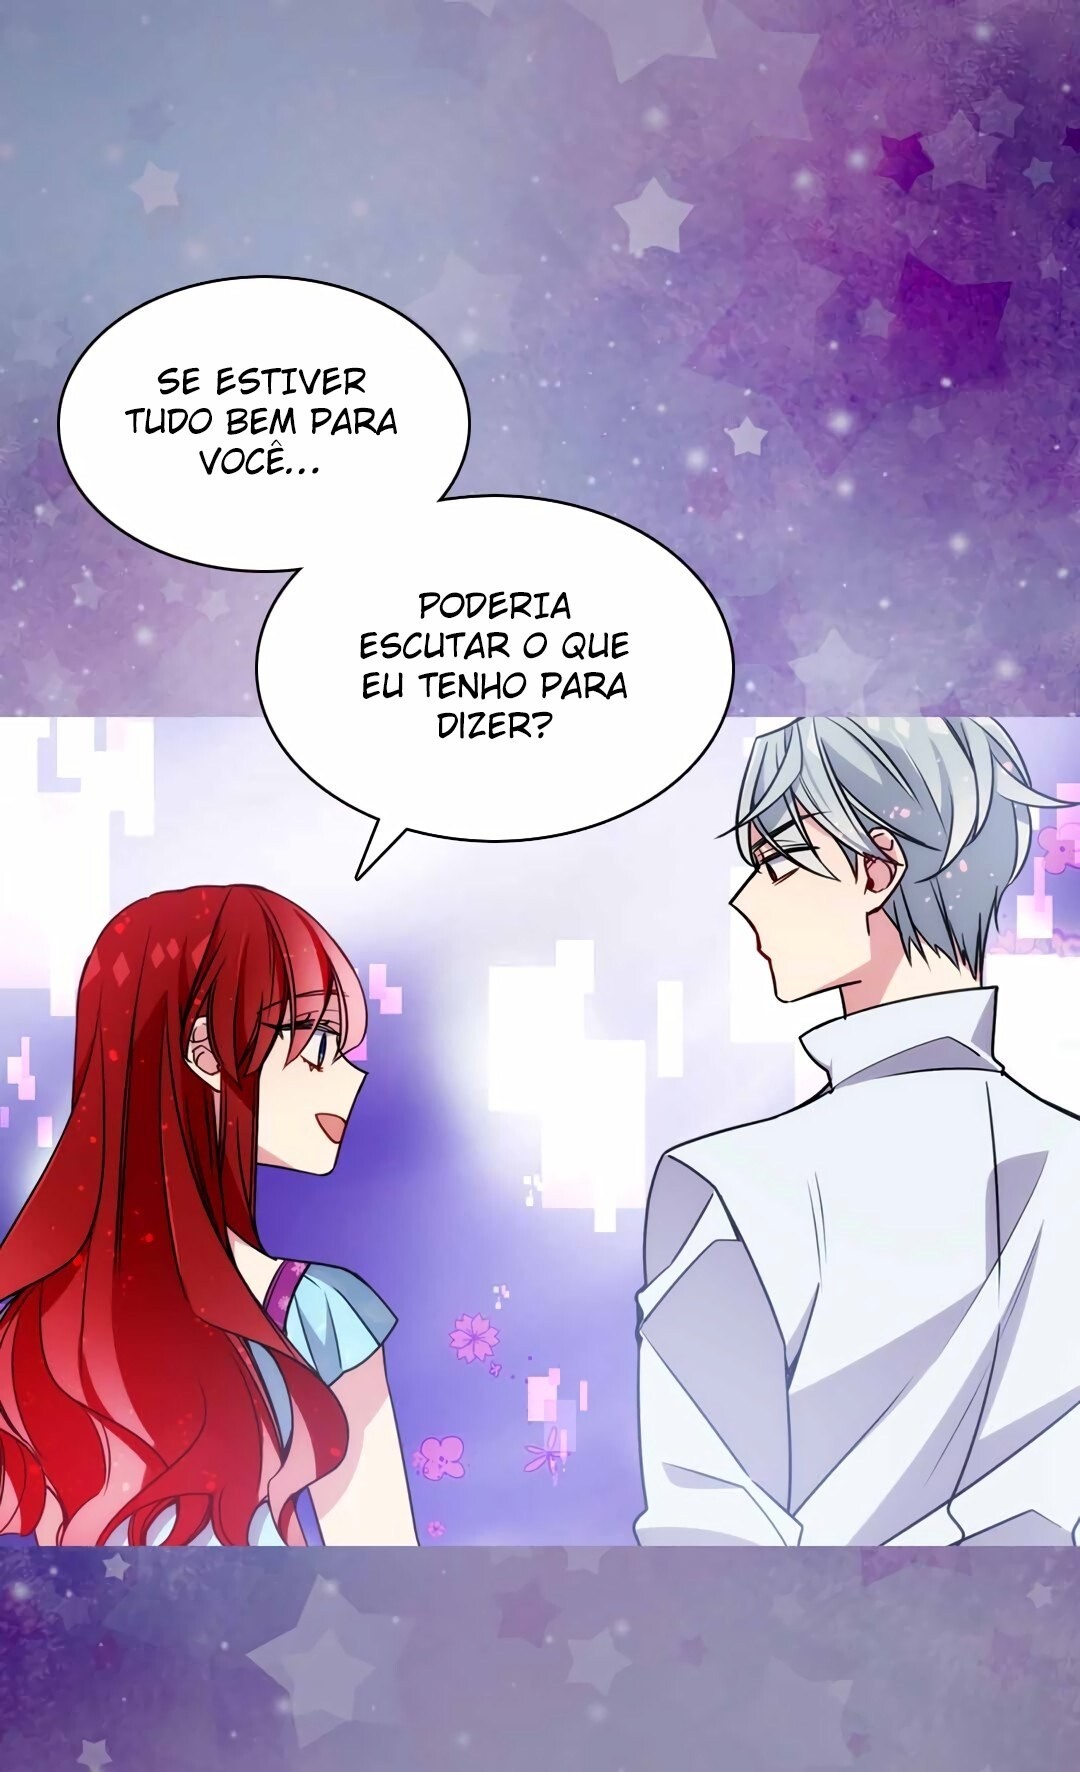 SE ESTIVER
TUDO BEM PARA
VOCÊ...
PODERIA
ESCUTAR O QUE
EU TENHO PARA
DIZER?